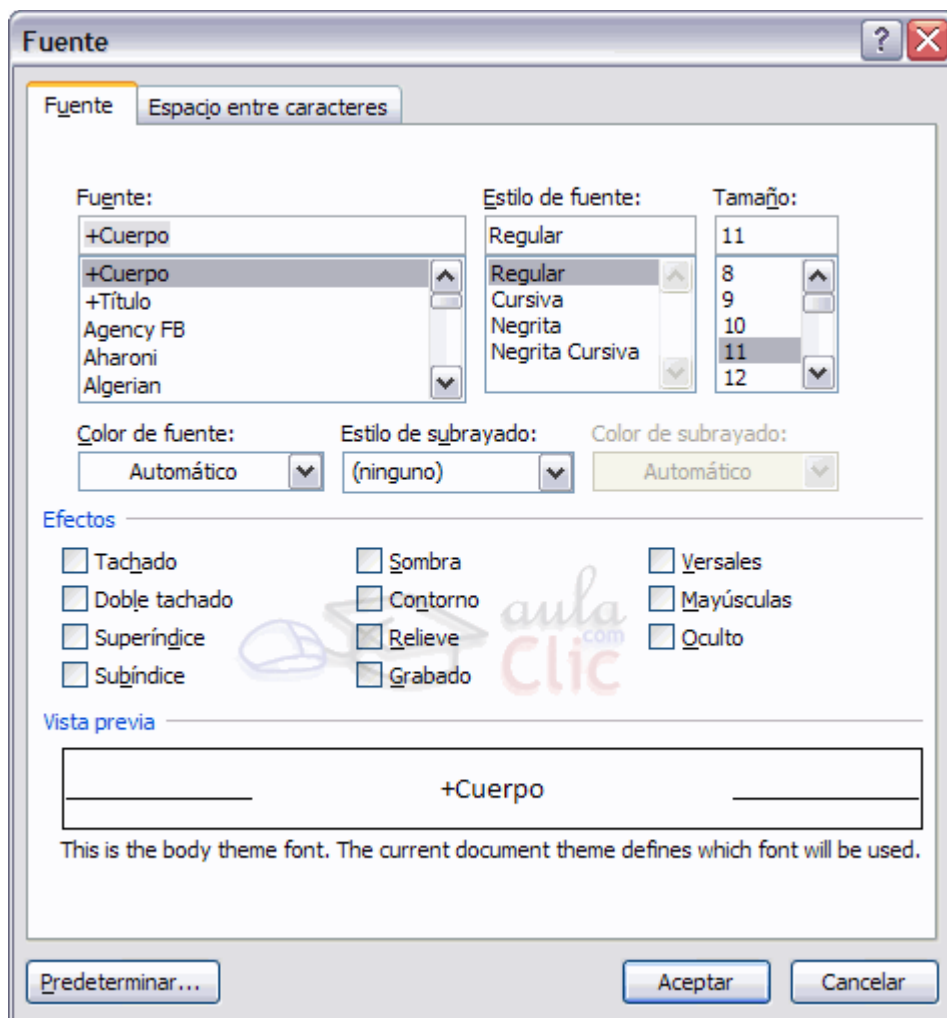 Fuente
Fuente Espacio entre caracteres
Fuente: Estilo de fuente: Tamaño:
+Cuerpo Regular 11
+Cuerpo Regular 8
+Título Cursiva 9
Agency FB Negrita 10
Aharoni Negrita Cursiva 11
Algerian 12
Color de fuente: Estilo de subrayado: Color de subrayado:
Automático (ninguno) Automático
Efectos
Tachado Sombra Versales
Doble tachado Contorno Mayúsculas
Superíndice Relieve Oculto
Subíndice Grabado
aula
.com
Clic
Vista previa
+Cuerpo
This is the body theme font. The current document theme defines which font will be used.
Predeterminar... Aceptar Cancelar